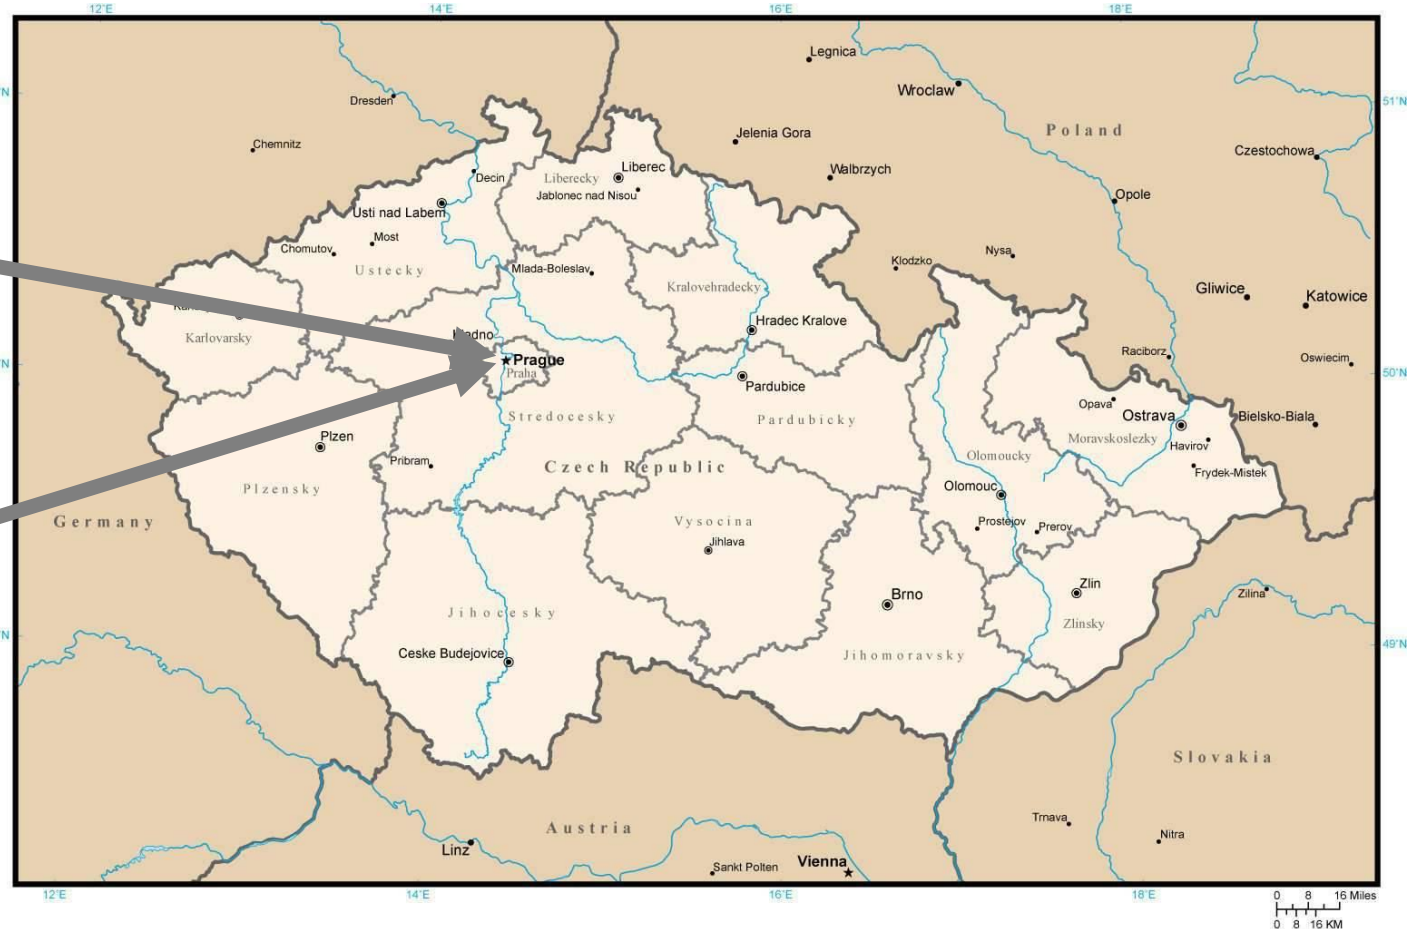 12°E 14°E 16°E 18°E
Legnica
Wroclaw
Dresden
51°N
Poland
Jelenia Gora
Chemnitz
Czestochowa
Liberec
Walbrzych
Decin
Liberecky
Jablonec nad Nisou
Opole
Usti nad Labem
Most
Chomutov
Nysa
Klodzko
Ustecky
Mlada-Boleslav
Kralovehradecky
Gliwice
Katowice
Hradec Kralove
Karlovarsky
Raciborz
Oswiecim
Prague
Praha
50°N
Pardubice
Opava
Stredocesky
Pardubicky
Ostrava
Bielsko-Biala
Plzen
Moravskoslezky
Havirov
Olomoucky
Pribram
Czech Republic
Frydek-Mistek
Plzensky
Olomouc
Germany
Vysocina
Prostejov
Prerov
Jihlava
Zlin
Brno
Zilina
Jihocesky
Zlinsky
49°N
Ceske Budejovice
Jihomoravsky
Slovakia
Trnava
Austria
Nitra
Linz
Vienna
Sankt Polten
12°E 14°E 16°E 18°E
0 8 16 Miles
0 8 16 KM